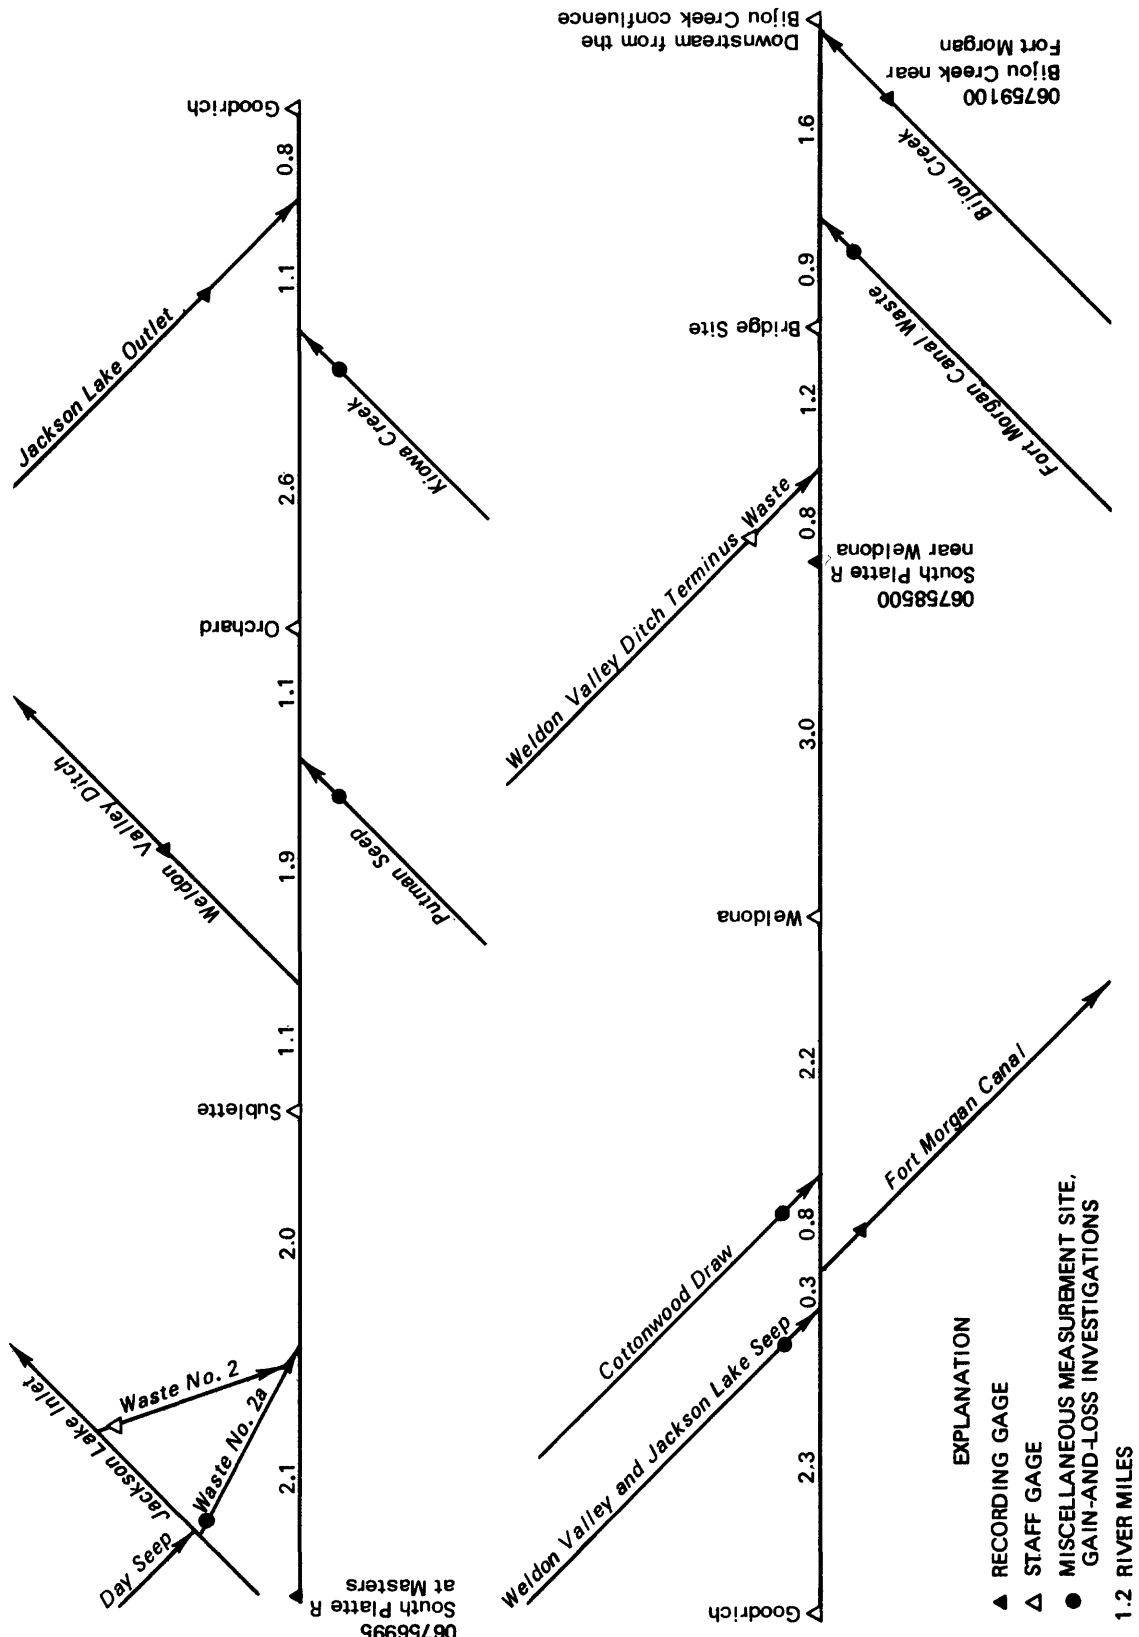 06756995
South Platte R
at Masters
Day Seep
Jackson Lake Inlet
Waste No. 2a
Waste No. 2
2.1
2.0
Sublette
1.1
Weldon Valley Ditch
1.9
Putman Seep
1.1
Orchard
2.6
Kiowa Creek
1.1
Jackson Lake Outlet
0.8
Goodrich
Goodrich
2.3
Weldon Valley and Jackson Lake Seep
0.3
Fort Morgan Canal
0.8
Cottonwood Draw
2.2
Weldona
3.0
06758500
South Platte R
near Weldona
0.8
Weldon Valley Ditch Terminus Waste
1.2
Bridge Site
0.9
Fort Morgan Canal Waste
1.6
Bijou Creek
06759100
Bijou Creek near
Fort Morgan
Downstream from the
Bijou Creek confluence
EXPLANATION
RECORDING GAGE
STAFF GAGE
MISCELLANEOUS MEASUREMENT SITE,
GAIN-AND-LOSS INVESTIGATIONS
1.2 RIVER MILES